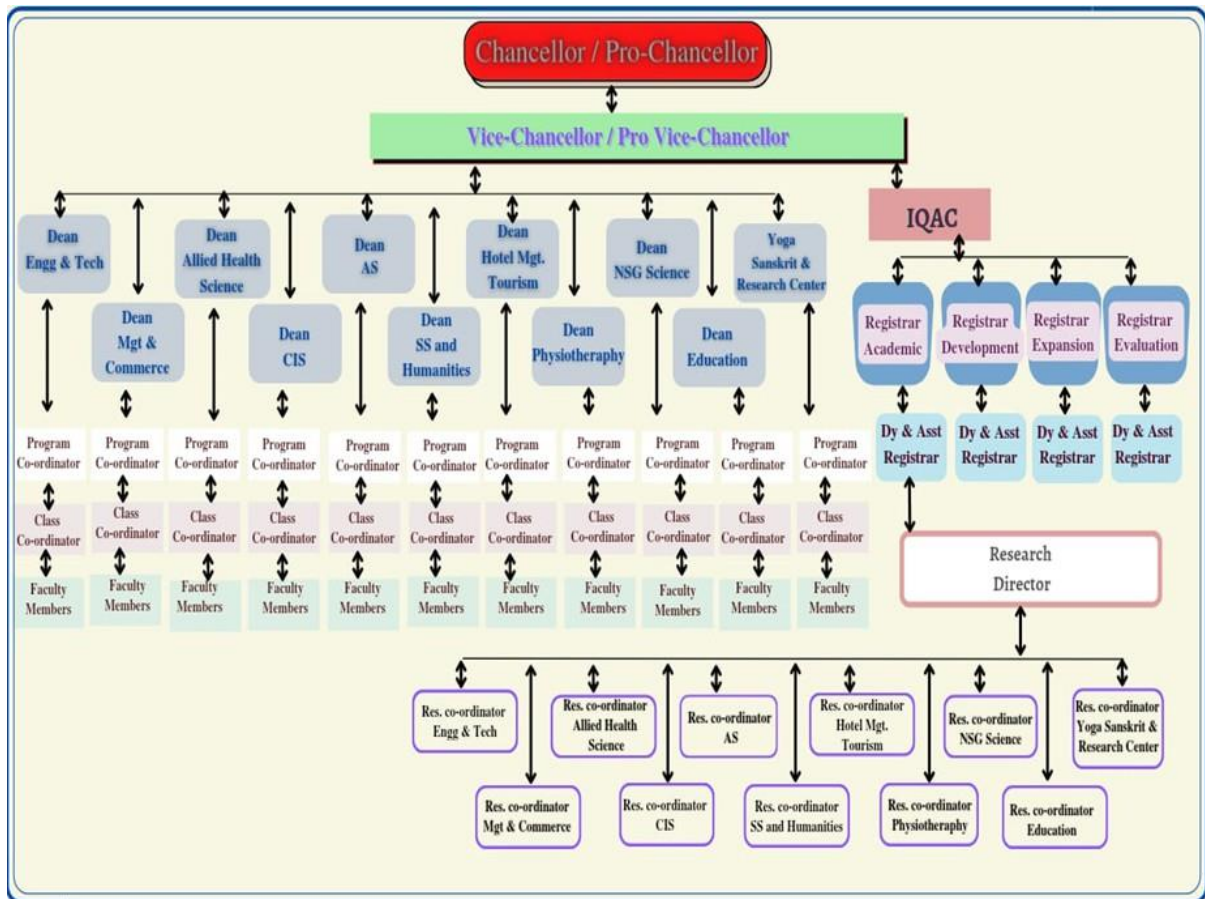 Chancellor / Pro-Chancellor
Vice-Chancellor / Pro Vice-Chancellor
IQAC
Dean
Engg & Tech
Dean
Allied Health
Science
Dean
AS
Dean
Hotel Mgt.
Tourism
Dean
NSG Science
Yoga
Sanskrit &
Research Center
Dean
Mgt &
Commerce
Dean
CIS
Dean
SS and
Humanities
Dean
Physiotheraphy
Dean
Education
Registrar
Academic
Registrar
Development
Registrar
Expansion
Registrar
Evaluation
Program
Co-ordinator
Program
Co-ordinator
Program
Co-ordinator
Program
Co-ordinator
Program
Co-ordinator
Program
Co-ordinator
Program
Co-ordinator
Program
Co-ordinator
Program
Co-ordinator
Program
Co-ordinator
Program
Co-ordinator
Dy & Asst
Registrar
Dy & Asst
Registrar
Dy & Asst
Registrar
Dy & Asst
Registrar
Class
Co-ordinator
Class
Co-ordinator
Class
Co-ordinator
Class
Co-ordinator
Class
Co-ordinator
Class
Co-ordinator
Class
Co-ordinator
Class
Co-ordinator
Class
Co-ordinator
Class
Co-ordinator
Class
Co-ordinator
Faculty
Members
Faculty
Members
Faculty
Members
Faculty
Members
Faculty
Members
Faculty
Members
Faculty
Members
Faculty
Members
Faculty
Members
Faculty
Members
Faculty
Members
Research
Director
Res. co-ordinator
Engg & Tech
Res. co-ordinator
Allied Health
Science
Res. co-ordinator
AS
Res. co-ordinator
Hotel Mgt.
Tourism
Res. co-ordinator
NSG Science
Res. co-ordinator
Yoga Sanskrit &
Research Center
Res. co-ordinator
Mgt & Commerce
Res. co-ordinator
CIS
Res. co-ordinator
SS and Humanities
Res. co-ordinator
Physiotheraphy
Res. co-ordinator
Education